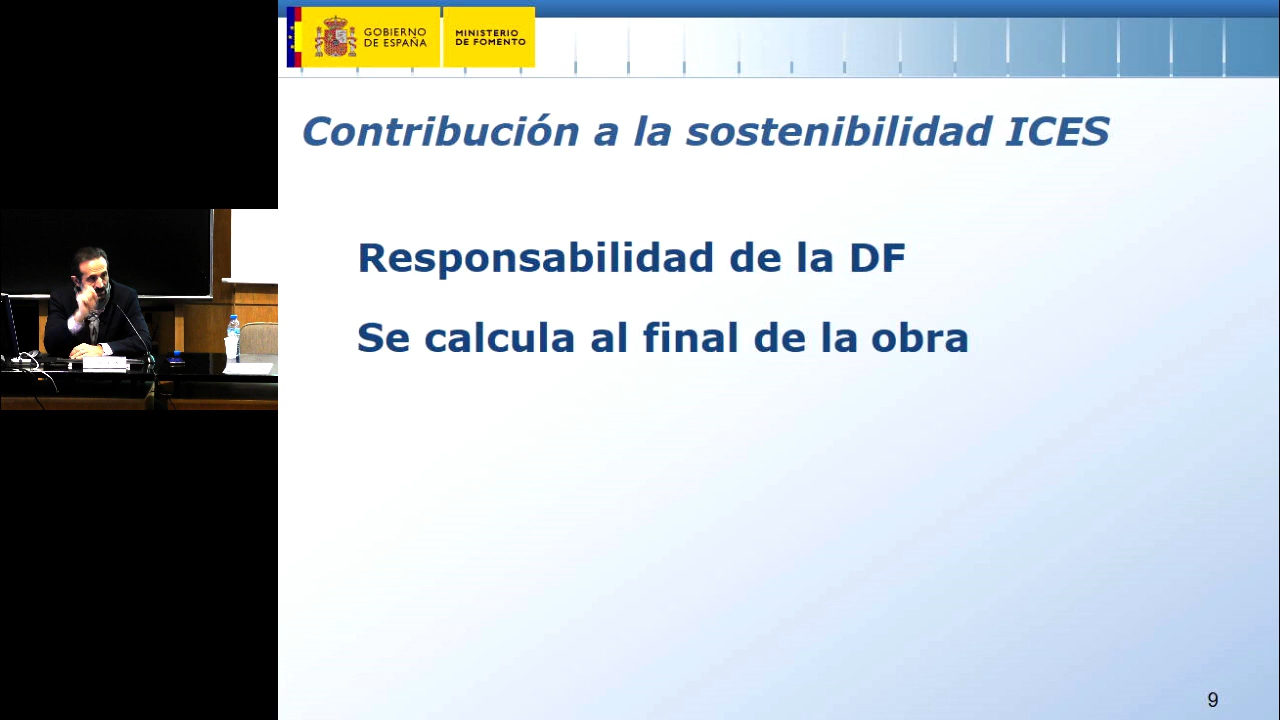 GOBIERNO
DE ESPAÑA
MINISTERIO
DE FOMENTO
Contribución a la sostenibilidad ICES
Responsabilidad de la DF
Se calcula al final de la obra
9